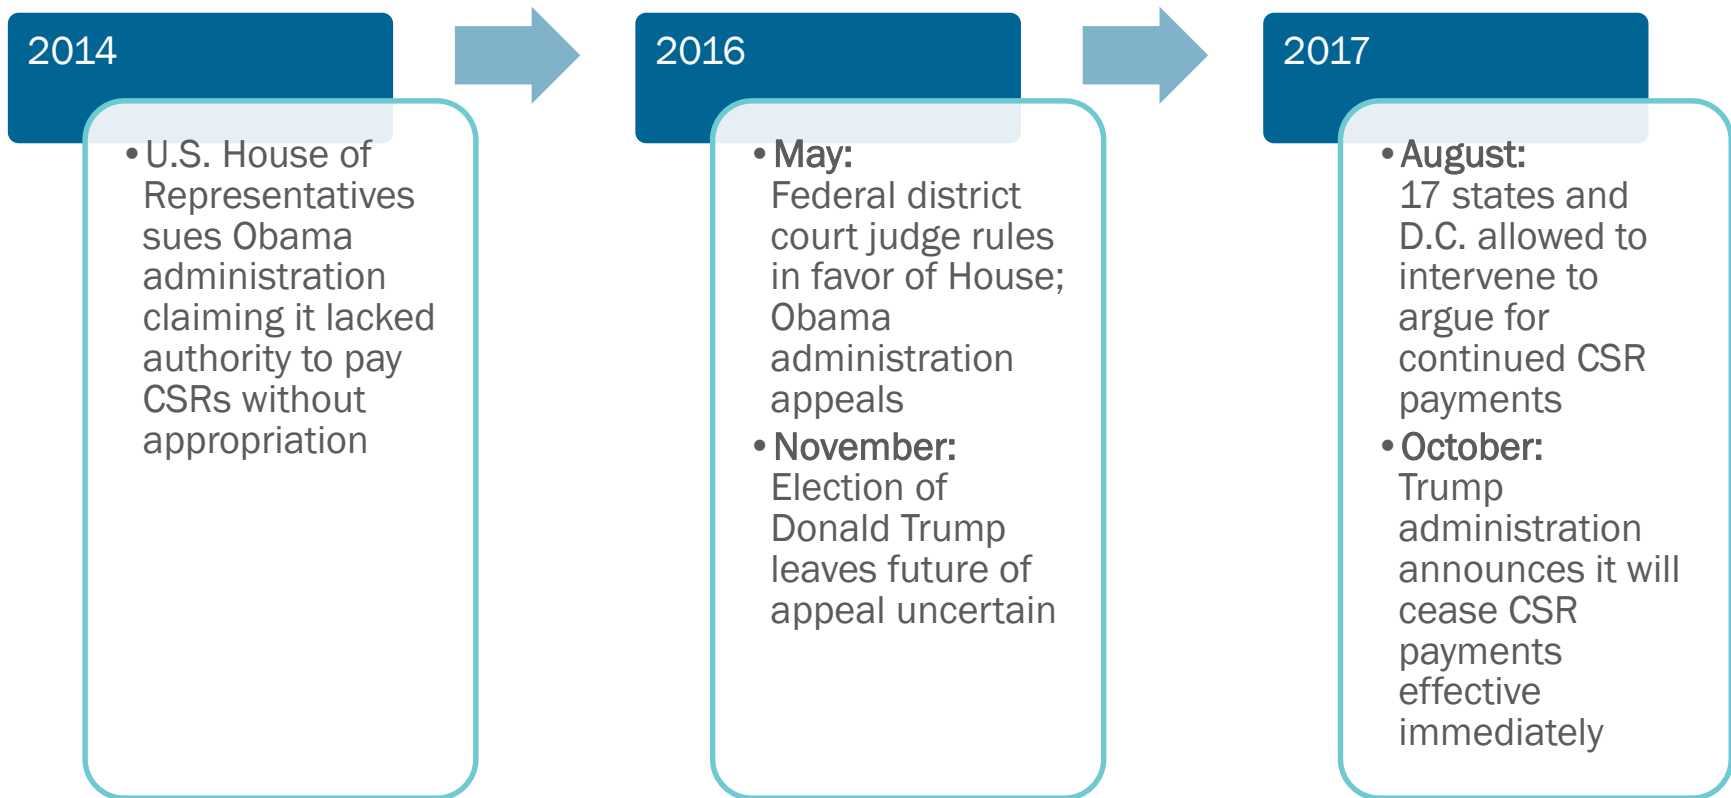 2014
•U.S. House of
Representatives
sues Obama
administration
claiming it lacked
authority to pay
CSRs without
appropriation
2016
•May:
Federal district
court judge rules
in favor of House;
Obama
administration
appeals
•November:
Election of
Donald Trump
leaves future of
appeal uncertain
2017
•August:
17 states and
D.C. allowed to
intervene to
argue for
continued CSR
payments
•October:
Trump
administration
announces it will
cease CSR
payments
effective
immediately